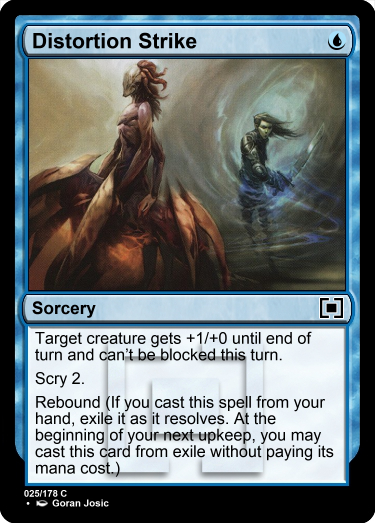 Distortion Strike
Sorcery
Target creature gets +1/+0 until end of
turn and can't be blocked this turn.
Scry 2.
Rebound (If you cast this spell from your
hand, exile it as it resolves. At the
beginning of your next upkeep, you may
cast this card from exile without paying its
mana cost.)
025/178 C
• Goran Josic